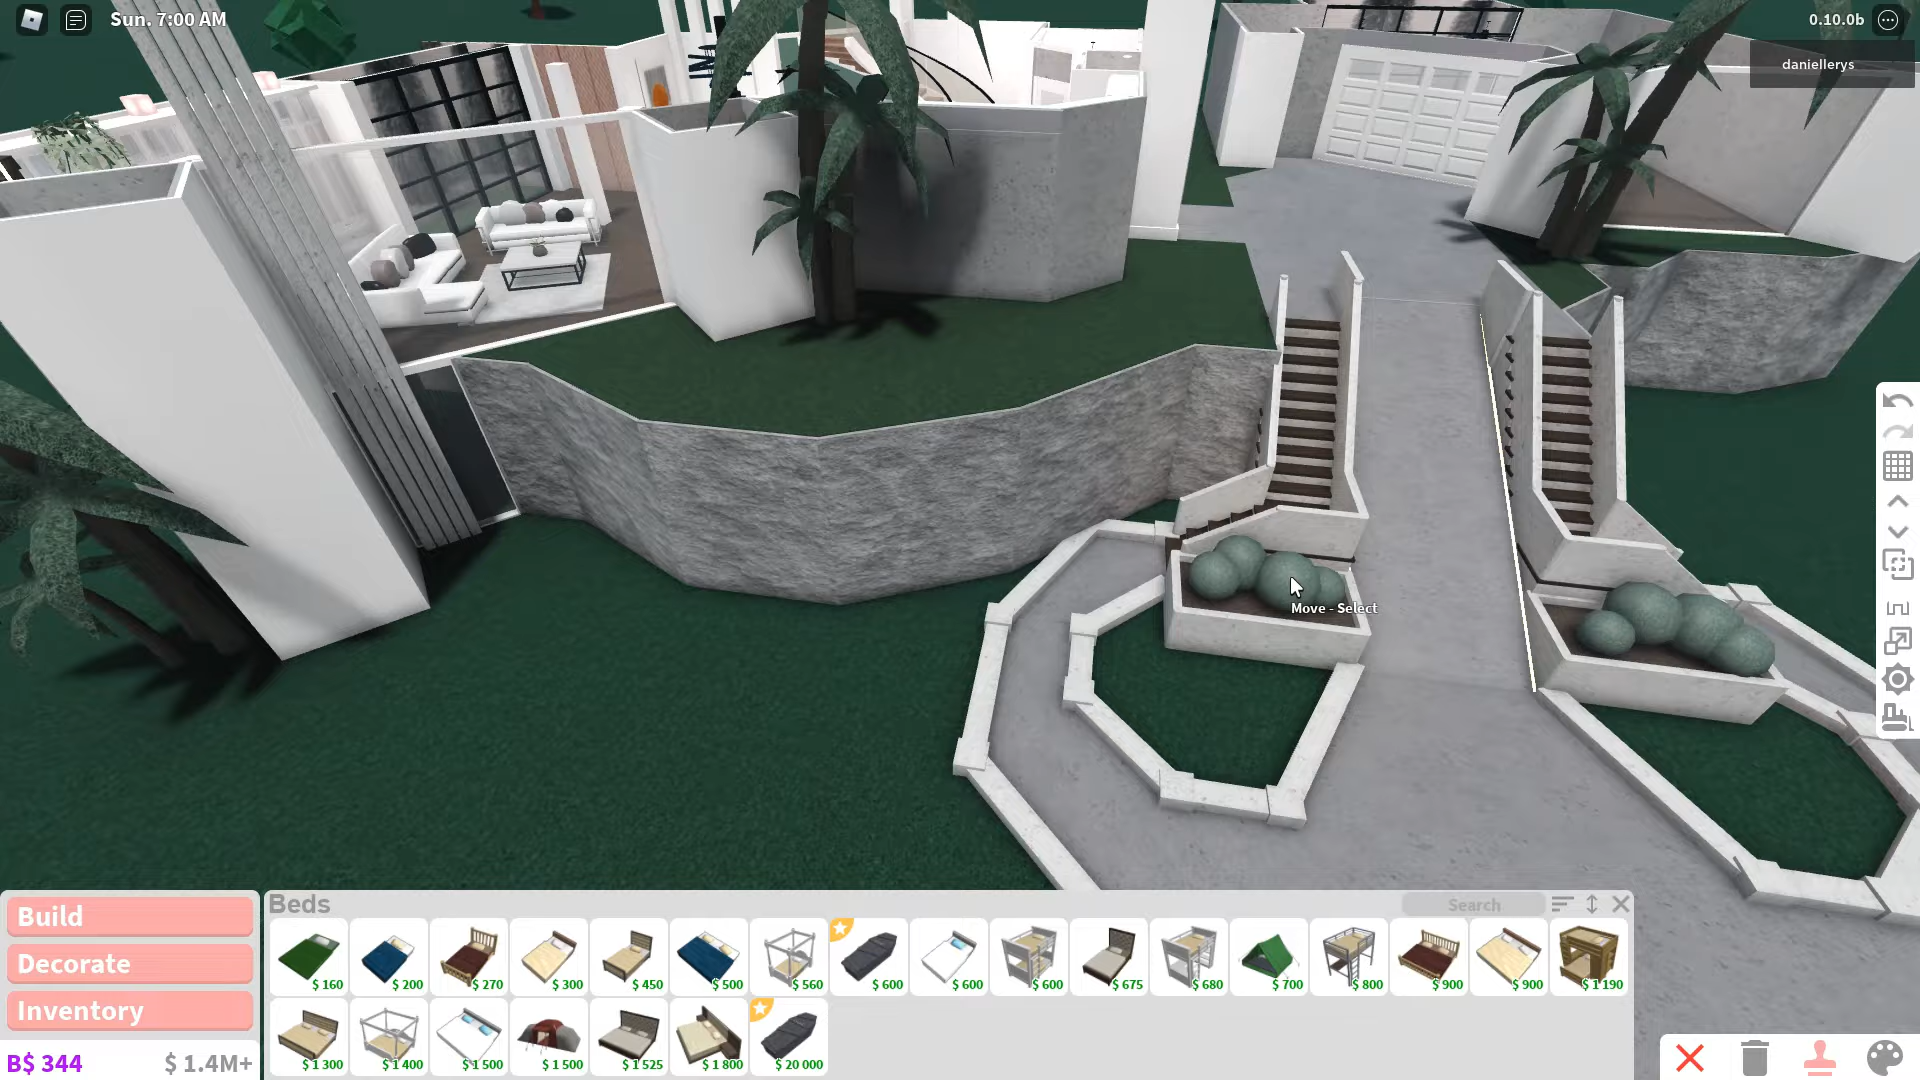 Sun. 7:00 AM
0.10.0b
daniellerys
Move - Select
Build
Decorate
Inventory
B$ 344
$ 1.4M+
Beds
Search
$ 160
$ 200
$ 270
$ 300
$ 450
$ 500
$ 560
$ 600
$ 600
$ 600
$ 675
$ 680
$ 700
$ 800
$ 900
$ 900
$ 1 190
$ 1 300
$ 1 400
$ 1 500
$ 1 500
$ 1 525
$ 1 800
$ 20 000